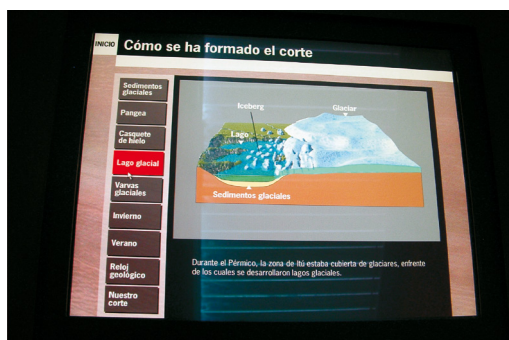 INICIO
Cómo se ha formado el corte
Sedimentos
glaciales
Pangea
Casquete
de hielo
Lago glacial
Varvas
glaciales
Invierno
Verano
Reloj
geológico
Nuestro
corte
Iceberg
Glaciar
Lago
Sedimentos glaciales
Durante el Pérmico, la zona de Itú estaba cubierta de glaciares, enfrente
de los cuales se desarrollaron lagos glaciales.